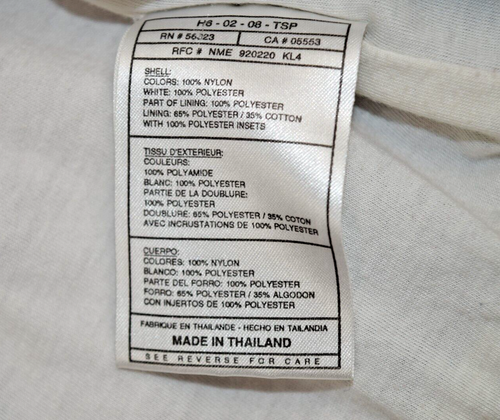 H6 - 02 - 08 - TSP
RN # 56323 CA # 05553
RFC # NME 920220 KL4
SHELL:
COLORS: 100% NYLON
WHITE: 100% POLYESTER
PART OF LINING: 100% POLYESTER
LINING: 65% POLYESTER / 35% COTTON
WITH 100% POLYESTER INSETS
TISSU D'EXTERIEUR:
COULEURS:
100% POLYAMIDE
BLANC: 100% POLYESTER
PARTIE DE LA DOUBLURE:
100% POLYESTER
DOUBLURE: 65% POLYESTER / 35% COTON
AVEC INCRUSTATIONS DE 100% POLYESTER
CUERPO:
COLORES: 100% NYLON
BLANCO: 100% POLYESTER
PARTE DEL FORRO: 100% POLYESTER
FORRO: 65% POLYESTER / 35% ALGODON
CON INJERTOS DE 100% POLYESTER
FABRIQUE EN THAILANDE - HECHO EN TAILANDIA
MADE IN THAILAND
SEE REVERSE FOR CARE